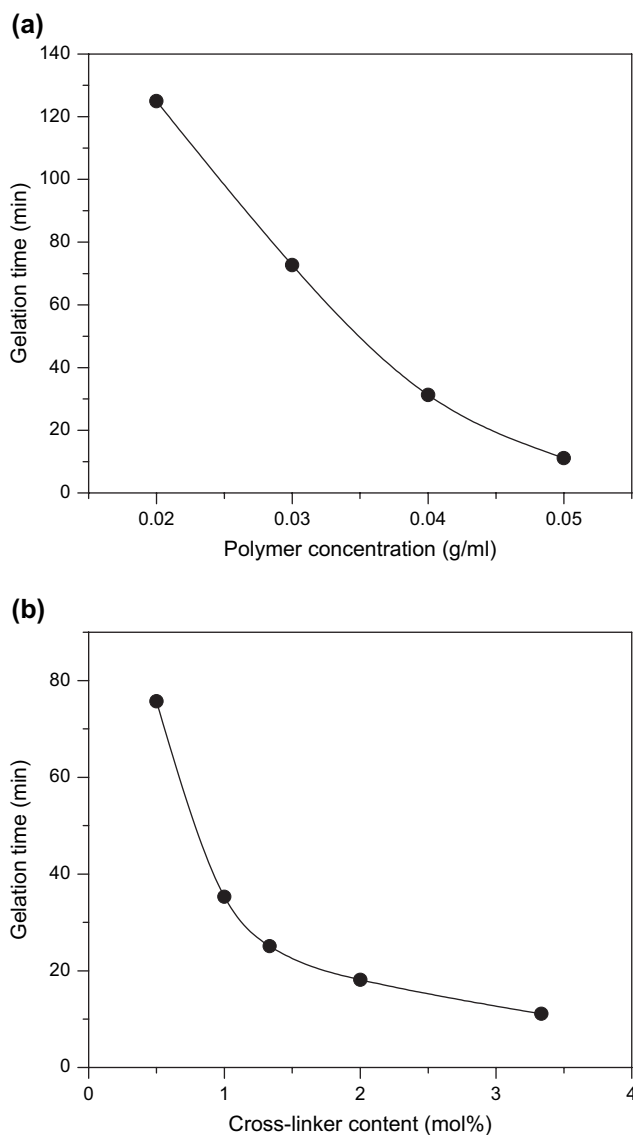 (a)
140
120
100
80
60
40
20
0
Gelation time (min)
0.02 0.03 0.04 0.05
Polymer concentration (g/ml)
(b)
80
60
40
20
0
Gelation time (min)
0 1 2 3 4
Cross-linker content (mol%)